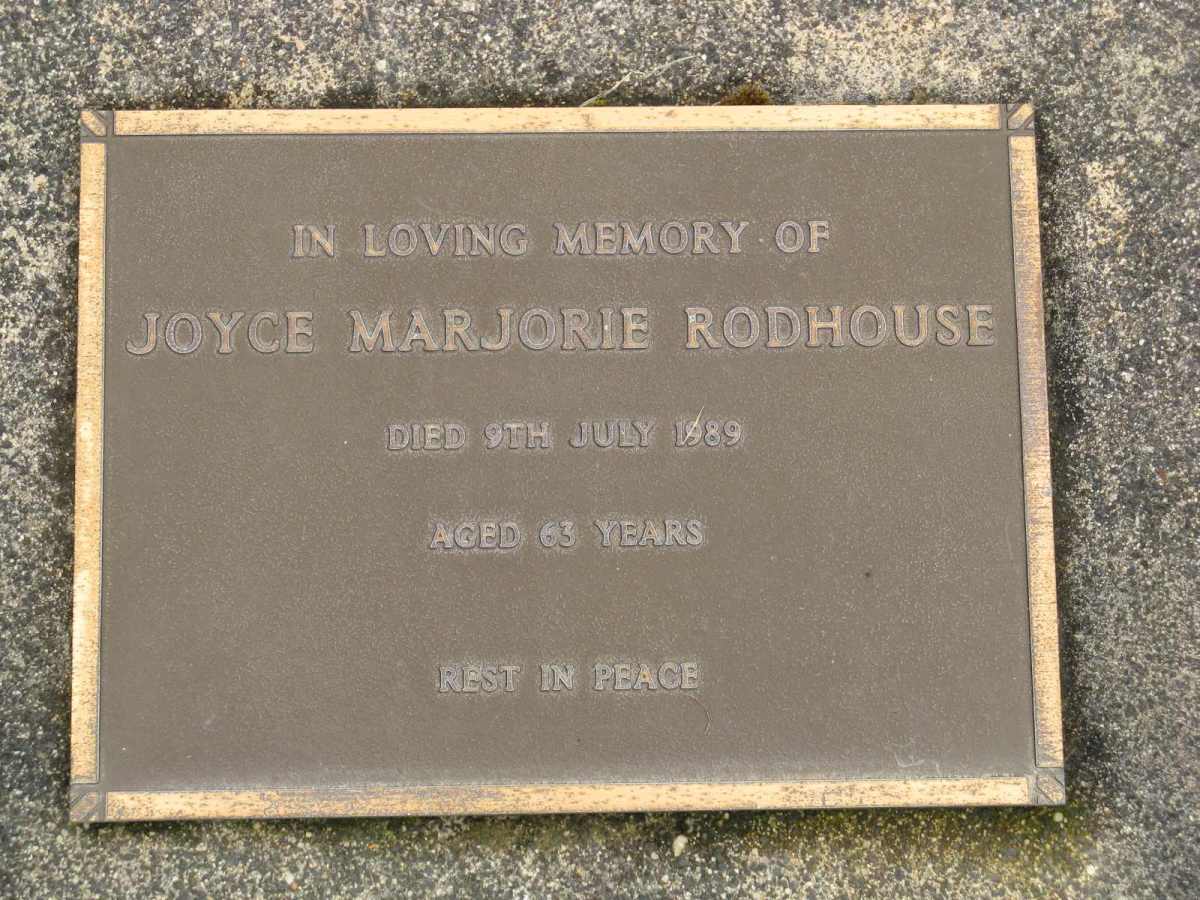 IN LOVING MEMORY OF
JOYCE MARJORIE RODHOUSE
DIED 9TH JULY 1989
AGED 63 YEARS
REST IN PEACE